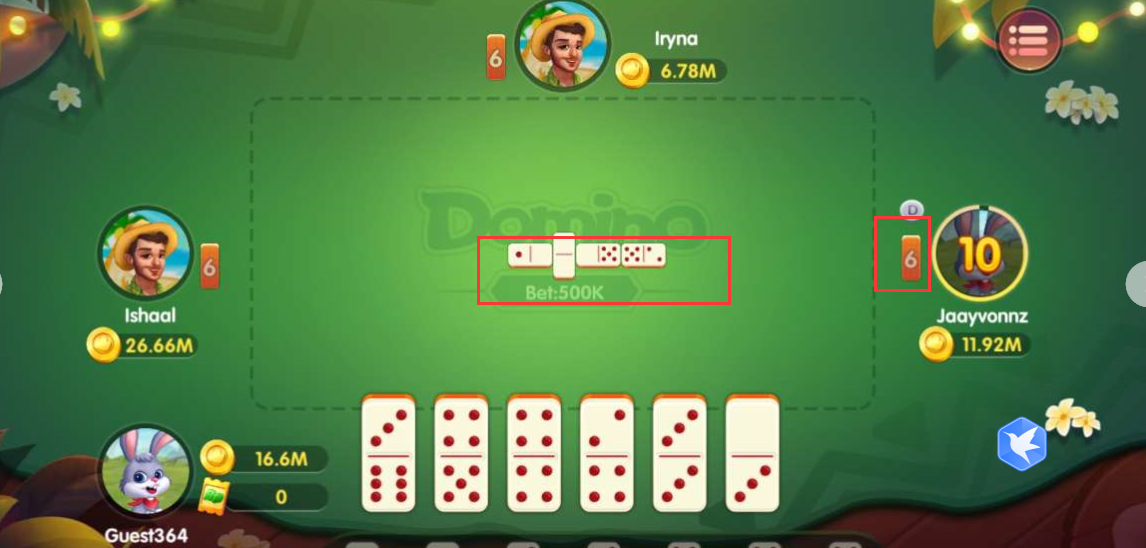 Iryna
6
6.78M
Domino
D
6
6
10
Bet:500K
Ishaal
Jaayvonnz
26.66M
11.92M
16.6M
0
Guest364